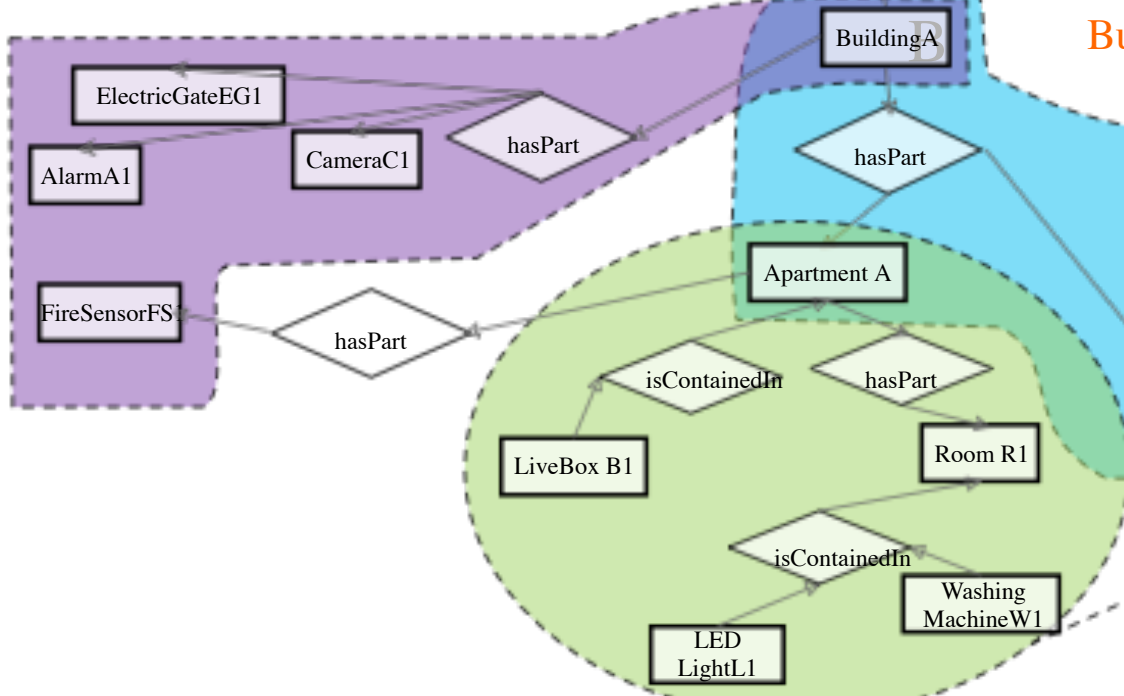 BuildingA
B
Bu
ElectricGateEG1
hasPart
CameraC1
AlarmA1
hasPart
Apartment A
FireSensorFS1
hasPart
isContainedIn
hasPart
LiveBox B1
Room R1
isContainedIn
Washing
MachineW1
LED
LightL1